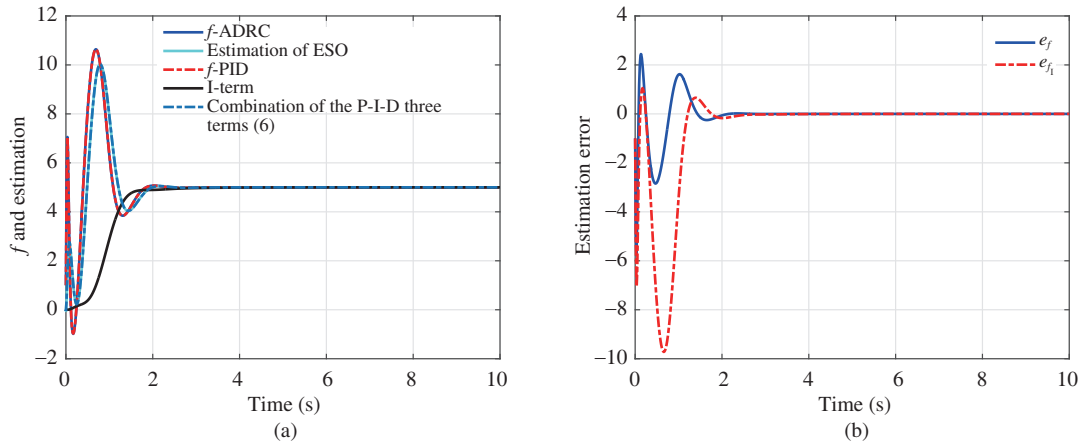 12
10
8
6
4
2
0
−2
f and estimation
f-ADRC
Estimation of ESO
f-PID
I-term
Combination of the P-I-D three
terms (6)
0 2 4 6 8 10
Time (s)
(a)
4
2
0
−2
−4
−6
−8
−10
Estimation error
e_f
e_{f_I}
0 2 4 6 8 10
Time (s)
(b)